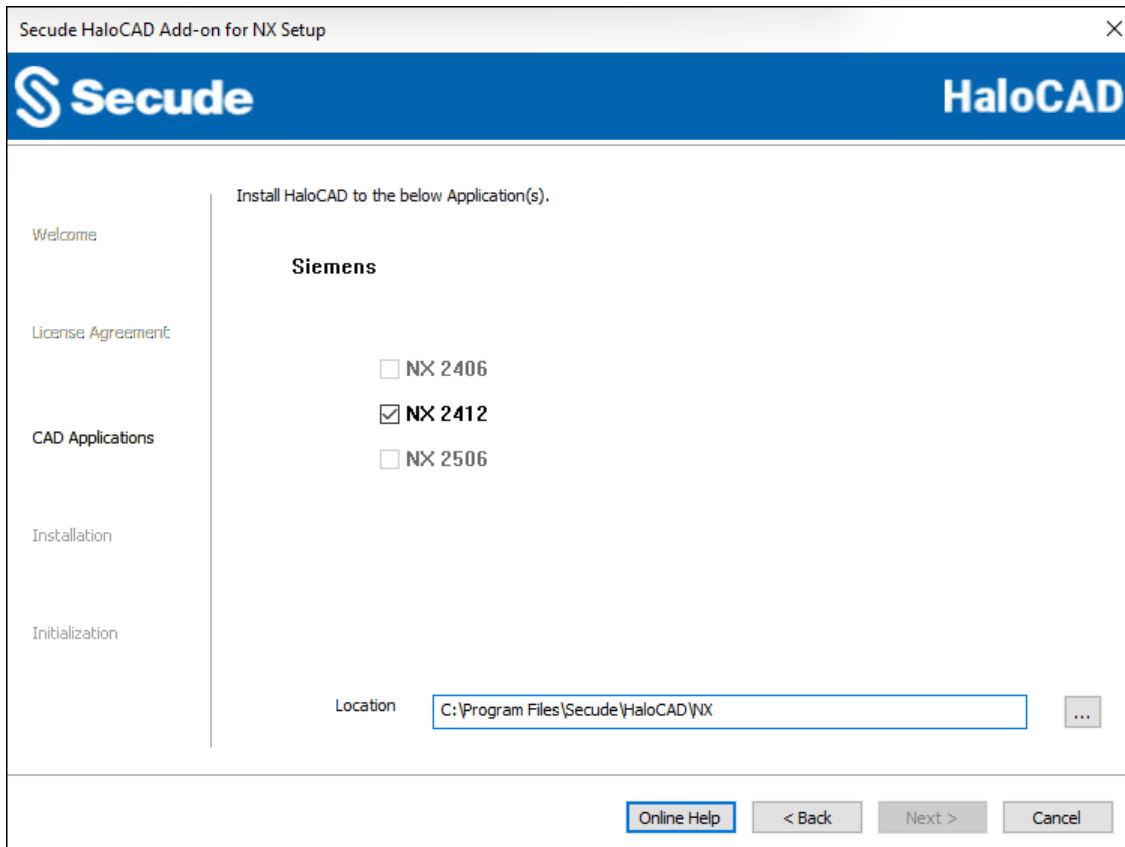 Secude HaloCAD Add-on for NX Setup
Secude HaloCAD
Install HaloCAD to the below Application(s).
Welcome
Siemens
License Agreement
NX 2406
NX 2412
CAD Applications
NX 2506
Installation
Initialization
Location C:\Program Files\Secude\HaloCAD\NX ...
Online Help < Back Next > Cancel